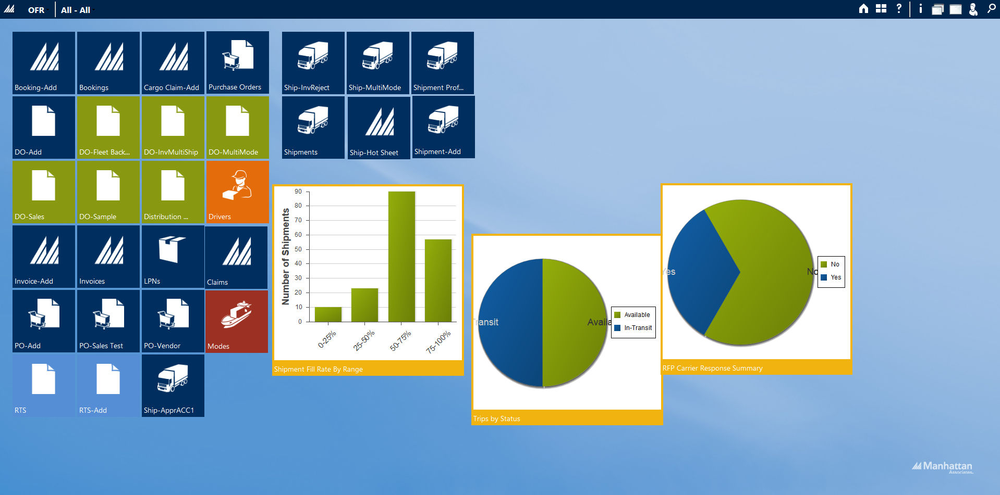 OFR
All - All
Booking-Add
Bookings
Cargo Claim-Add
Purchase Orders
Ship-InvReject
Ship-MultiMode
Shipment Prof...
DO-Add
DO-Fleet Back...
DO-InvMultiShip
DO-MultiMode
Shipments
Ship-Hot Sheet
Shipment-Add
DO-Sales
DO-Sample
Distribution ...
Drivers
Invoice-Add
Invoices
LPNs
Claims
PO-Add
PO-Sales Test
PO-Vendor
Modes
RTS
RTS-Add
Ship-ApprACC1
Number of Shipments
90
80
70
60
50
40
30
20
10
0
0-25%
25-50%
50-75%
75-100%
Shipment Fill Rate By Range
Transit
Availa
Available
In-Transit
Trips by Status
Yes
No
No
Yes
RFP Carrier Response Summary
Manhattan
Associates.